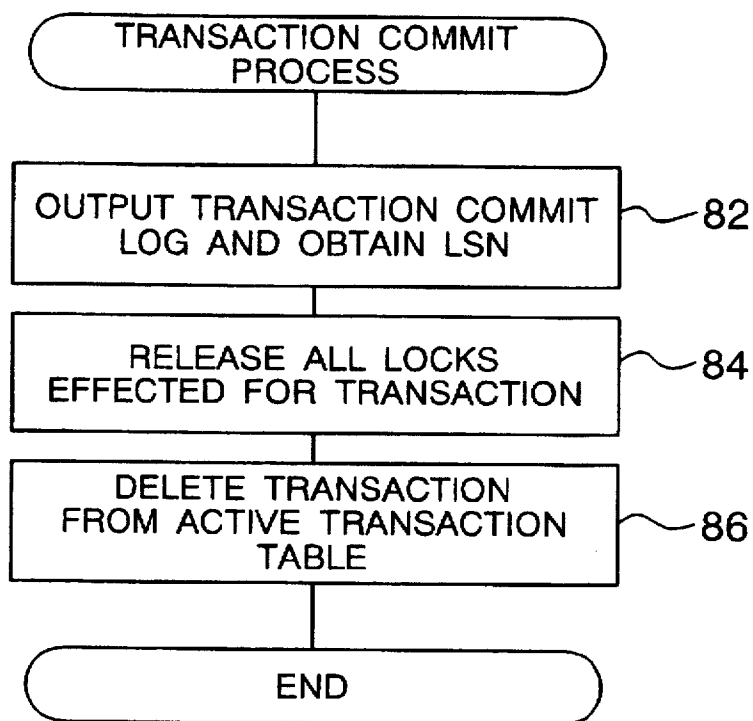 TRANSACTION COMMIT
PROCESS
OUTPUT TRANSACTION COMMIT
LOG AND OBTAIN LSN
82
RELEASE ALL LOCKS
EFFECTED FOR TRANSACTION
84
DELETE TRANSACTION
FROM ACTIVE TRANSACTION
TABLE
86
END